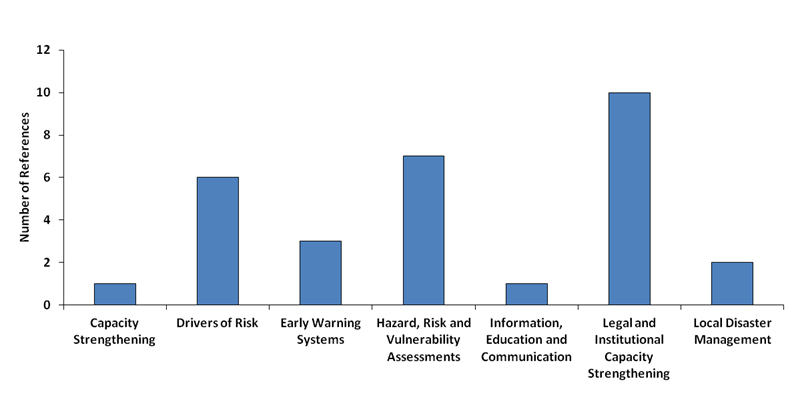 12
10
8
6
4
2
0
Number of References
Capacity
Strengthening
Drivers of Risk
Early Warning
Systems
Hazard, Risk and
Vulnerability
Assessments
Information,
Education and
Communication
Legal and
Institutional
Capacity
Strengthening
Local Disaster
Management